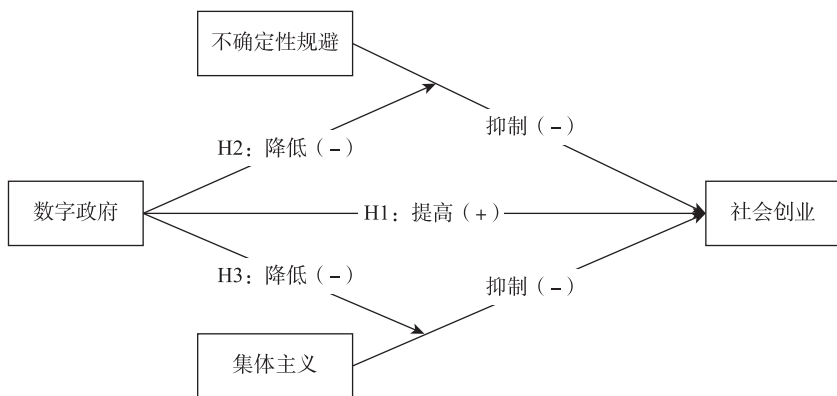 不确定性规避
H2：降低（-）
抑制（-）
数字政府
H1：提高（+）
社会创业
H3：降低（-）
抑制（-）
集体主义